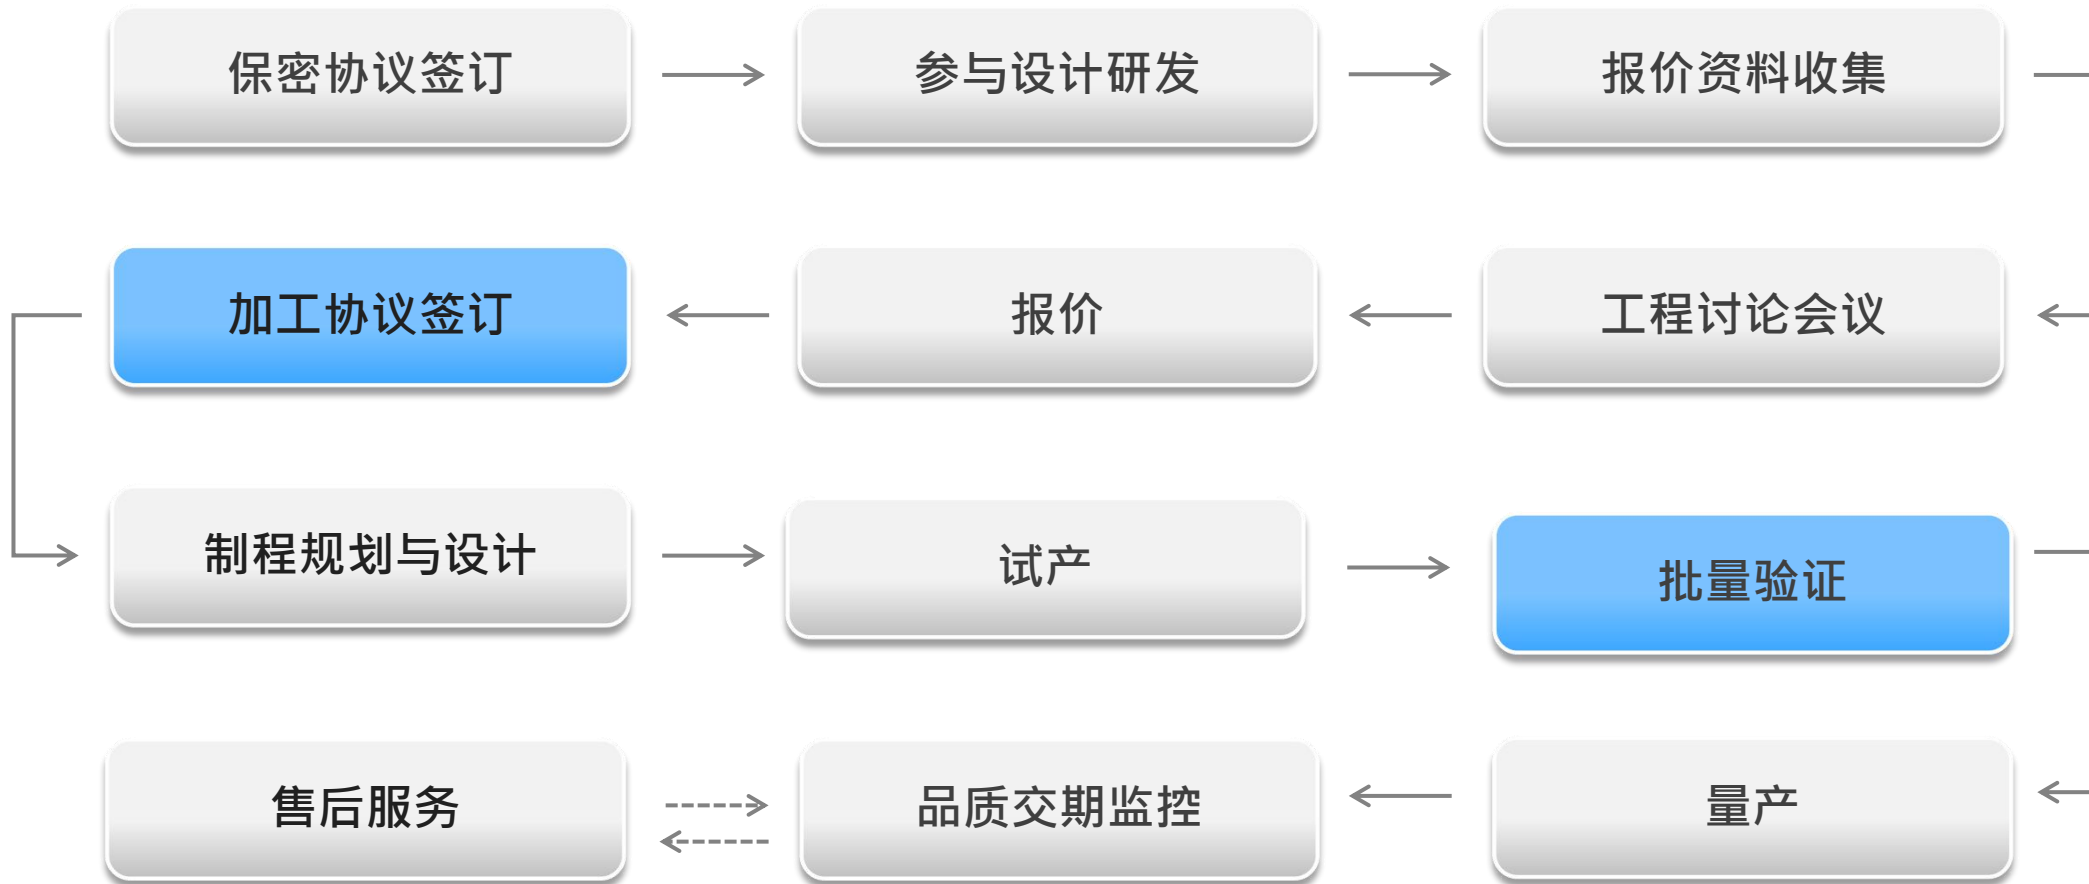 保密协议签订
参与设计研发
报价资料收集
加工协议签订
报价
工程讨论会议
制程规划与设计
试产
批量验证
售后服务
品质交期监控
量产